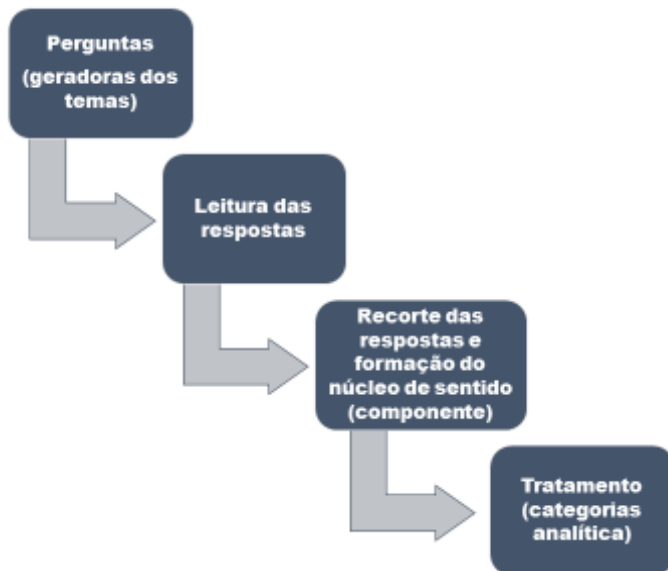 Perguntas
(geradoras dos
temas)
Leitura das
respostas
Recorte das
respostas e
formação do
núcleo de sentido
(componente)
Tratamento
(categorias
analítica)